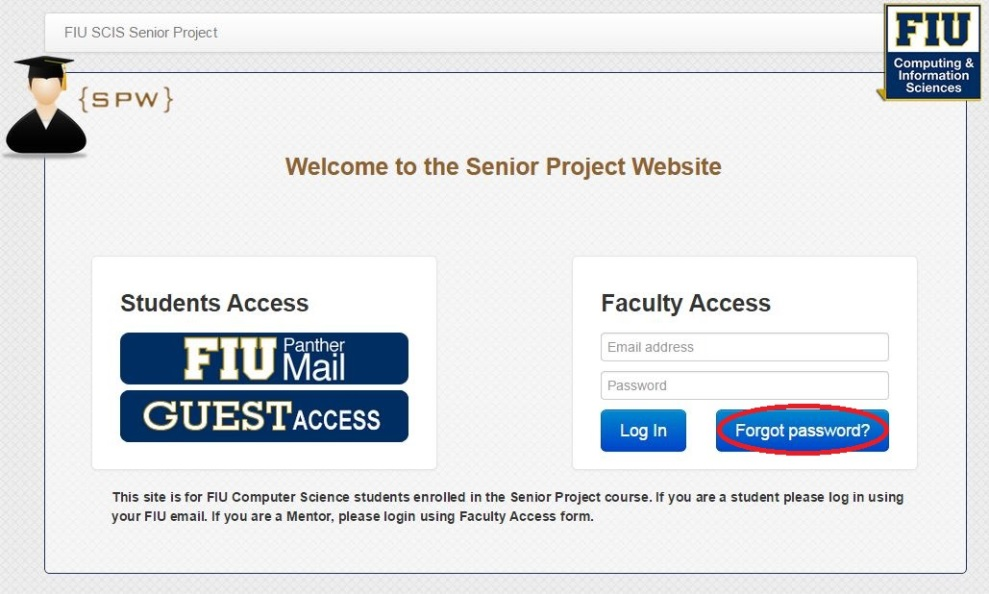 FIU SCIS Senior Project
FIU
Computing &
Information
Sciences
{SPW}
Welcome to the Senior Project Website
Students Access
FIU Panther Mail
GUEST ACCESS
Faculty Access
Email address
Password
Log In
Forgot password?
This site is for FIU Computer Science students enrolled in the Senior Project course. If you are a student please log in using
your FIU email. If you are a Mentor, please login using Faculty Access form.